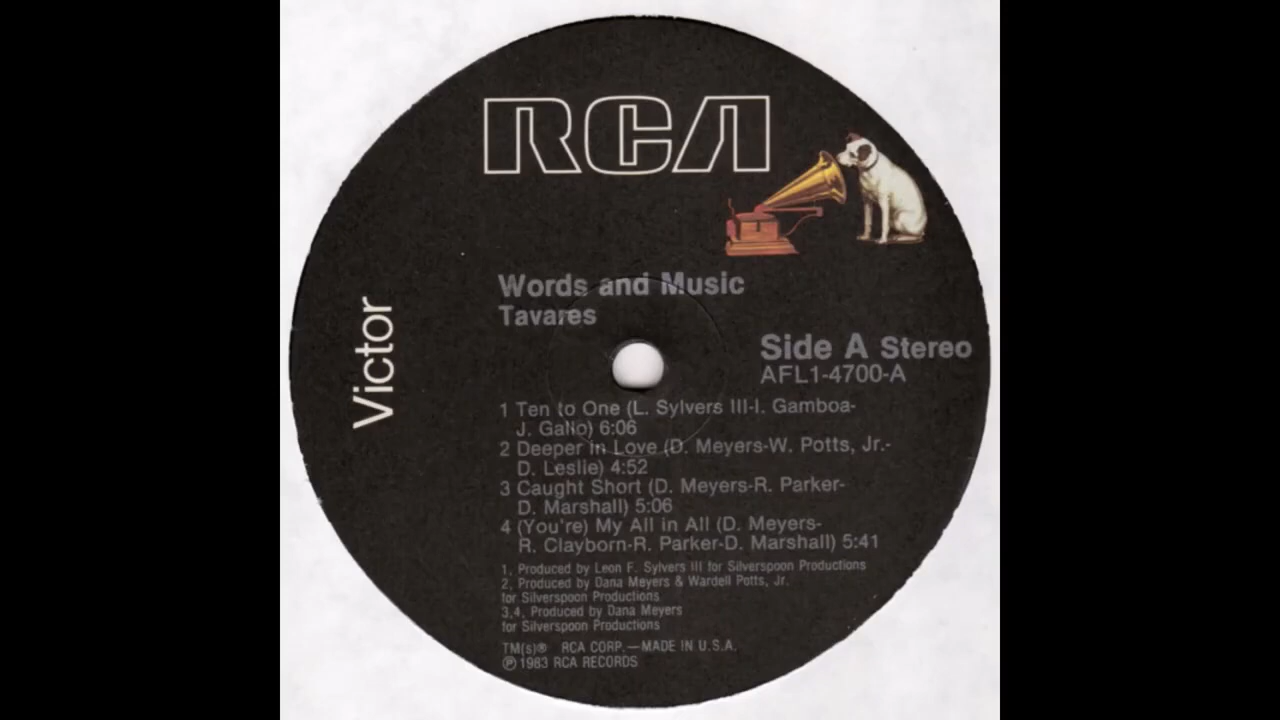 RCA
Victor
Words and Music
Tavares
Side A Stereo
AFL1-4700-A
1 Ten to One (L. Sylvers III-I. Gamboa-
J. Gallo) 6:06
2 Deeper in Love (D. Meyers-W. Potts, Jr.-
D. Leslie) 4:52
3 Caught Short (D. Meyers-R. Parker-
D. Marshall) 5:06
4 (You're) My All in All (D. Meyers-
R. Clayborn-R. Parker-D. Marshall) 5:41
1, Produced by Leon F. Sylvers III for Silverspoon Productions
2, Produced by Dana Meyers & Wardell Potts, Jr.
for Silverspoon Productions
3,4, Produced by Dana Meyers
for Silverspoon Productions
TM(s)® RCA CORP.—MADE IN U.S.A.
℗ 1983 RCA RECORDS